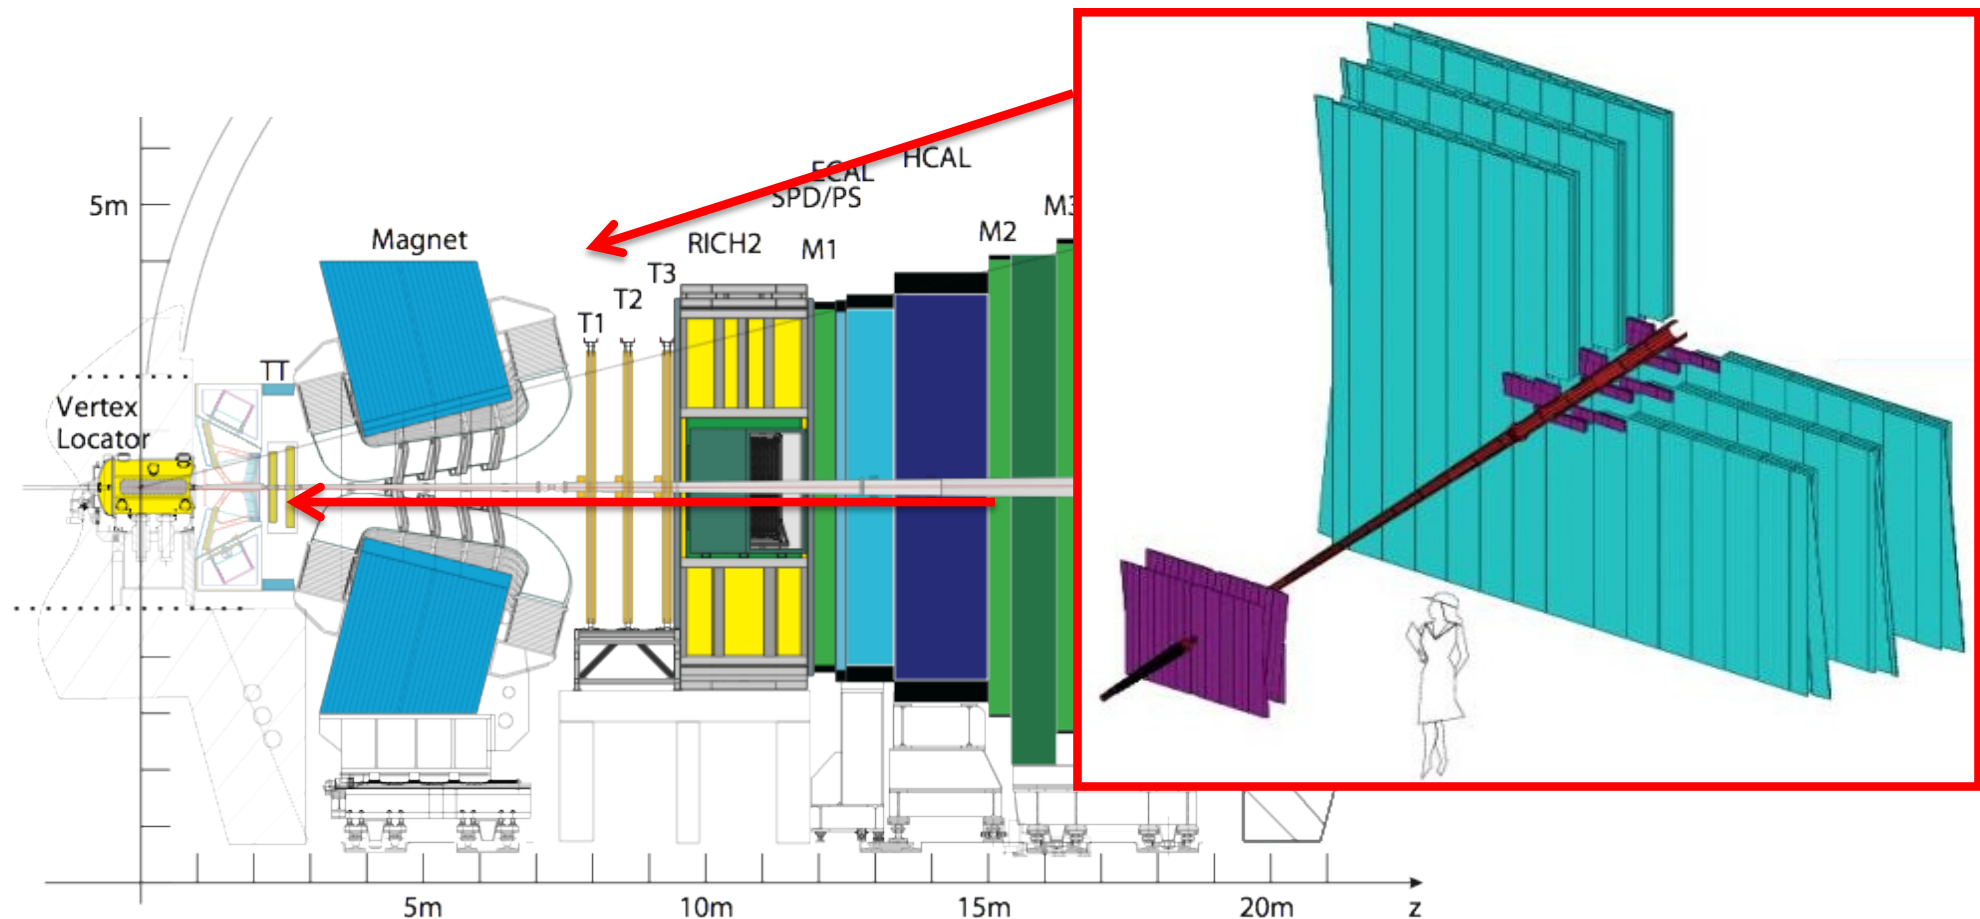 5m
Magnet
TT
Vertex
Locator
T1
T2
T3
RICH2
M1
SPD/PS
ECAL
HCAL
M2
M3
5m
10m
15m
20m
z